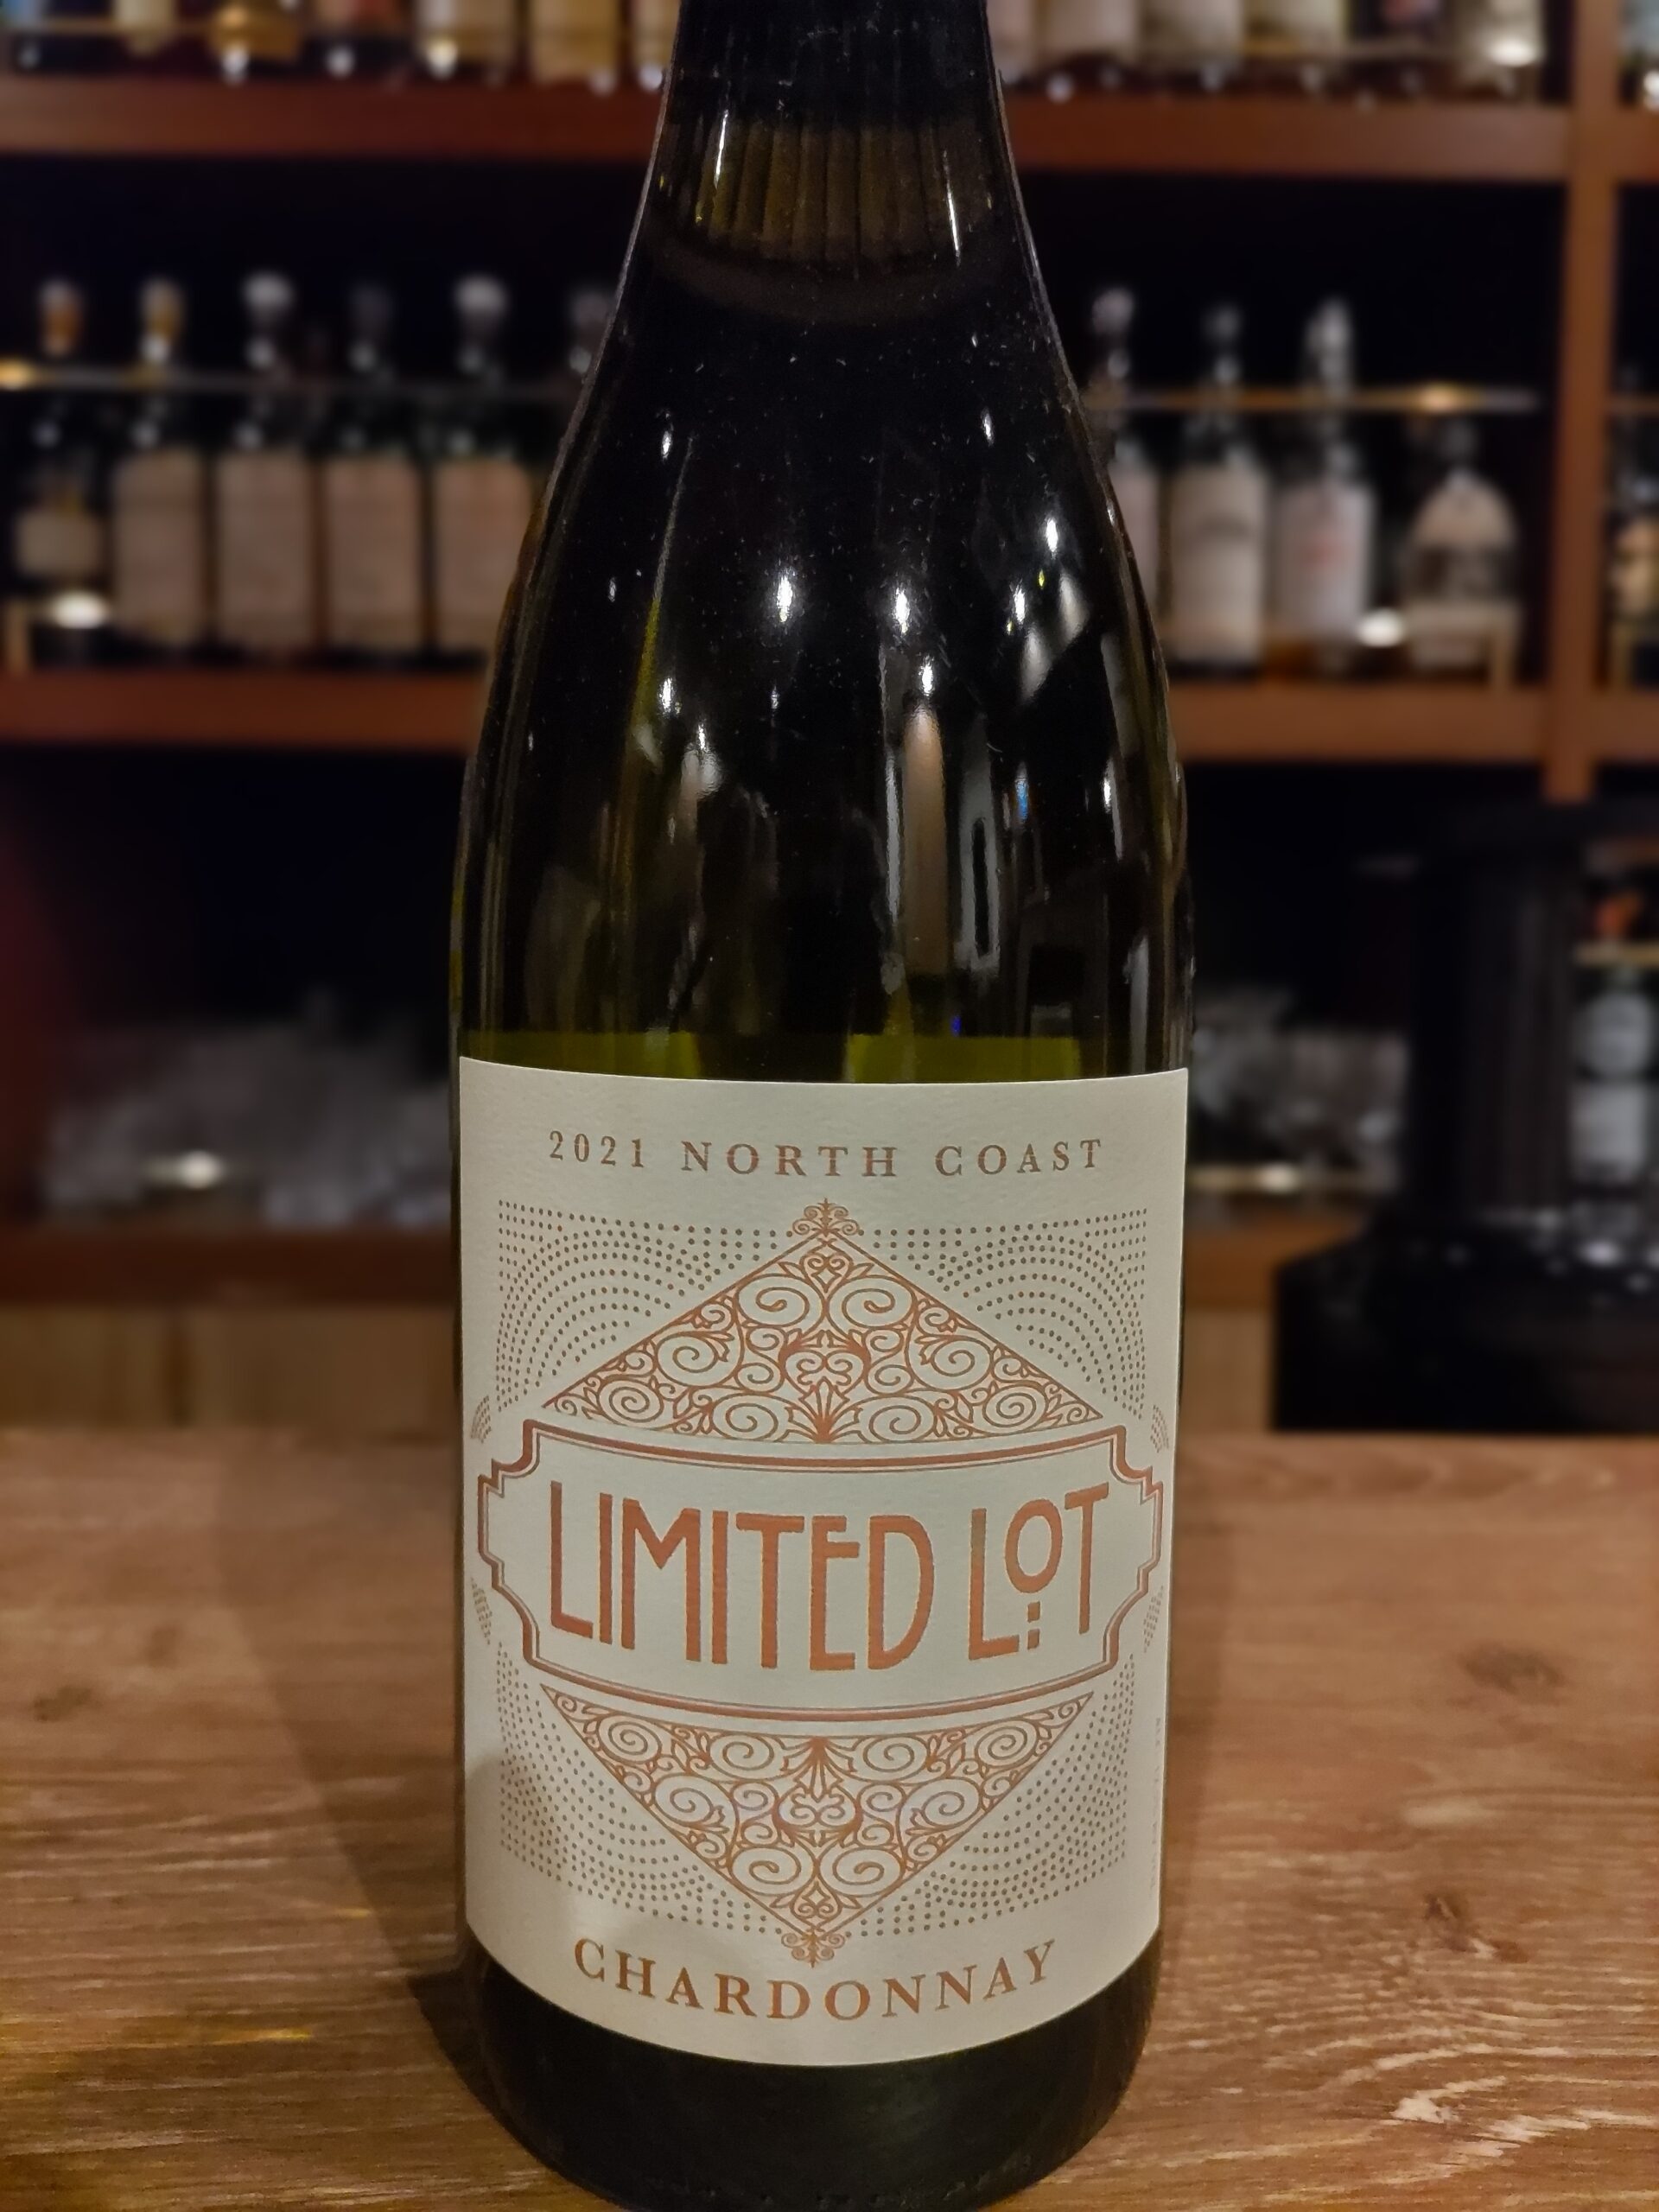 2021 NORTH COAST
LIMITED LOT
CHARDONNAY